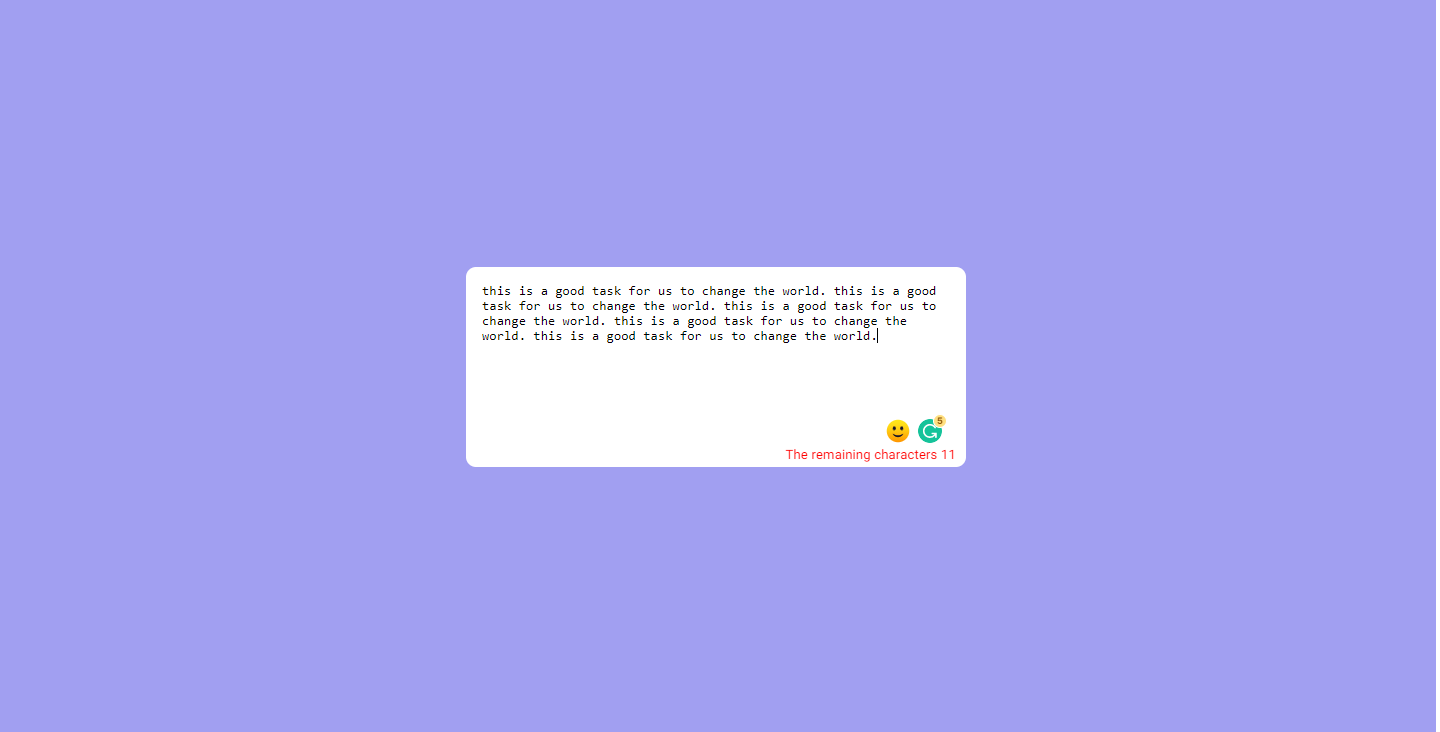 this is a good task for us to change the world. this is a good
task for us to change the world. this is a good task for us to
change the world. this is a good task for us to change the
world. this is a good task for us to change the world.
5
The remaining characters 11